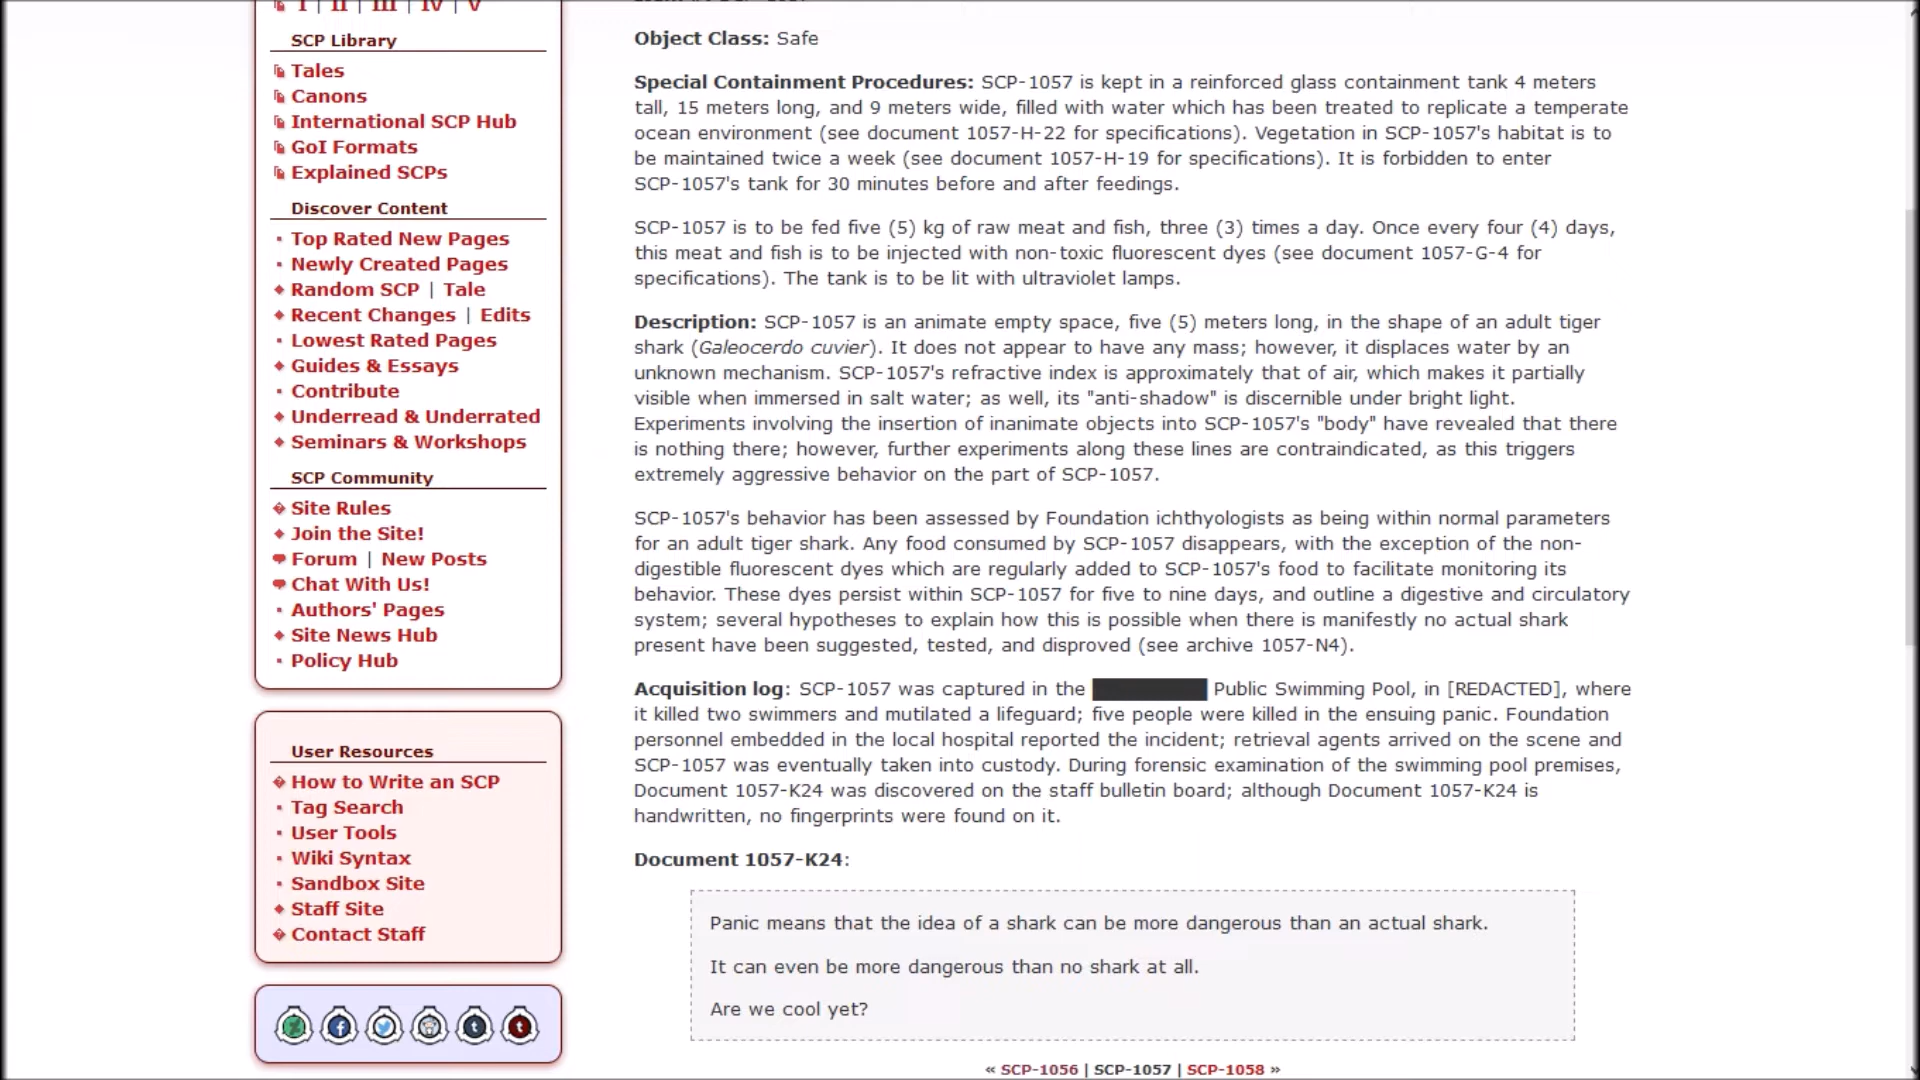 I | II | III | IV | V
SCP Library
Tales
Canons
International SCP Hub
GoI Formats
Explained SCPs
Discover Content
Top Rated New Pages
Newly Created Pages
Random SCP | Tale
Recent Changes | Edits
Lowest Rated Pages
Guides & Essays
Contribute
Underread & Underrated
Seminars & Workshops
SCP Community
Site Rules
Join the Site!
Forum | New Posts
Chat With Us!
Authors' Pages
Site News Hub
Policy Hub
User Resources
How to Write an SCP
Tag Search
User Tools
Wiki Syntax
Sandbox Site
Staff Site
Contact Staff
Object Class: Safe
Special Containment Procedures: SCP-1057 is kept in a reinforced glass containment tank 4 meters
tall, 15 meters long, and 9 meters wide, filled with water which has been treated to replicate a temperate
ocean environment (see document 1057-H-22 for specifications). Vegetation in SCP-1057's habitat is to
be maintained twice a week (see document 1057-H-19 for specifications). It is forbidden to enter
SCP-1057's tank for 30 minutes before and after feedings.
SCP-1057 is to be fed five (5) kg of raw meat and fish, three (3) times a day. Once every four (4) days,
this meat and fish is to be injected with non-toxic fluorescent dyes (see document 1057-G-4 for
specifications). The tank is to be lit with ultraviolet lamps.
Description: SCP-1057 is an animate empty space, five (5) meters long, in the shape of an adult tiger
shark (Galeocerdo cuvier). It does not appear to have any mass; however, it displaces water by an
unknown mechanism. SCP-1057's refractive index is approximately that of air, which makes it partially
visible when immersed in salt water; as well, its "anti-shadow" is discernible under bright light.
Experiments involving the insertion of inanimate objects into SCP-1057's "body" have revealed that there
is nothing there; however, further experiments along these lines are contraindicated, as this triggers
extremely aggressive behavior on the part of SCP-1057.
SCP-1057's behavior has been assessed by Foundation ichthyologists as being within normal parameters
for an adult tiger shark. Any food consumed by SCP-1057 disappears, with the exception of the non-
digestible fluorescent dyes which are regularly added to SCP-1057's food to facilitate monitoring its
behavior. These dyes persist within SCP-1057 for five to nine days, and outline a digestive and circulatory
system; several hypotheses to explain how this is possible when there is manifestly no actual shark
present have been suggested, tested, and disproved (see archive 1057-N4).
Acquisition log: SCP-1057 was captured in the ██████████ Public Swimming Pool, in [REDACTED], where
it killed two swimmers and mutilated a lifeguard; five people were killed in the ensuing panic. Foundation
personnel embedded in the local hospital reported the incident; retrieval agents arrived on the scene and
SCP-1057 was eventually taken into custody. During forensic examination of the swimming pool premises,
Document 1057-K24 was discovered on the staff bulletin board; although Document 1057-K24 is
handwritten, no fingerprints were found on it.
Document 1057-K24:
Panic means that the idea of a shark can be more dangerous than an actual shark.
It can even be more dangerous than no shark at all.
Are we cool yet?
« SCP-1056 | SCP-1057 | SCP-1058 »